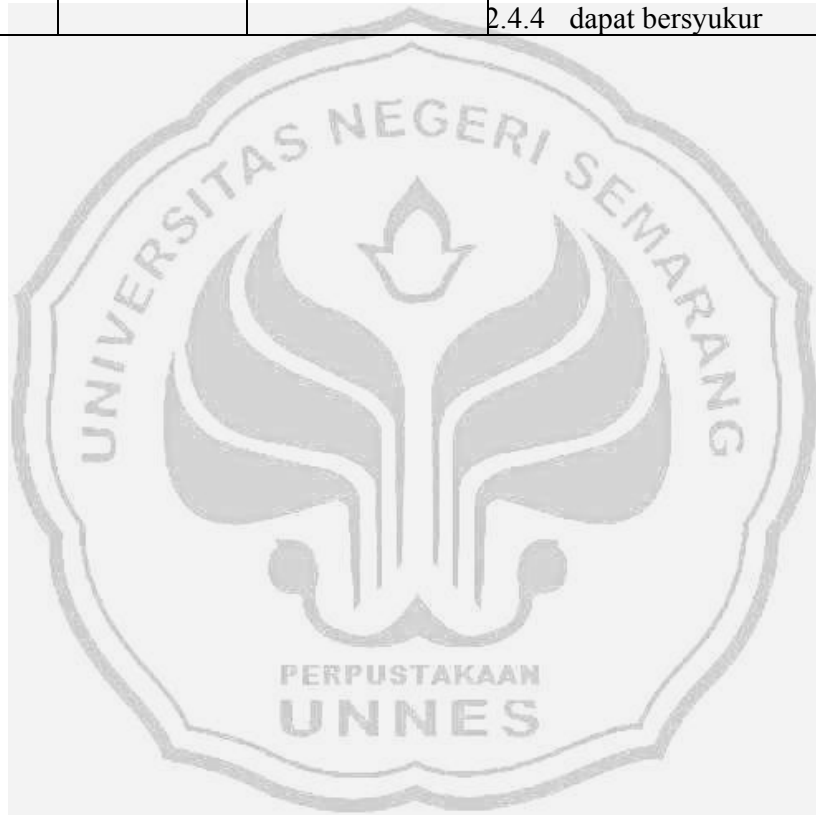 2.4.4 dapat bersyukur
UNIVERSITAS NEGERI SEMARANG
PERPUSTAKAAN
UNNES